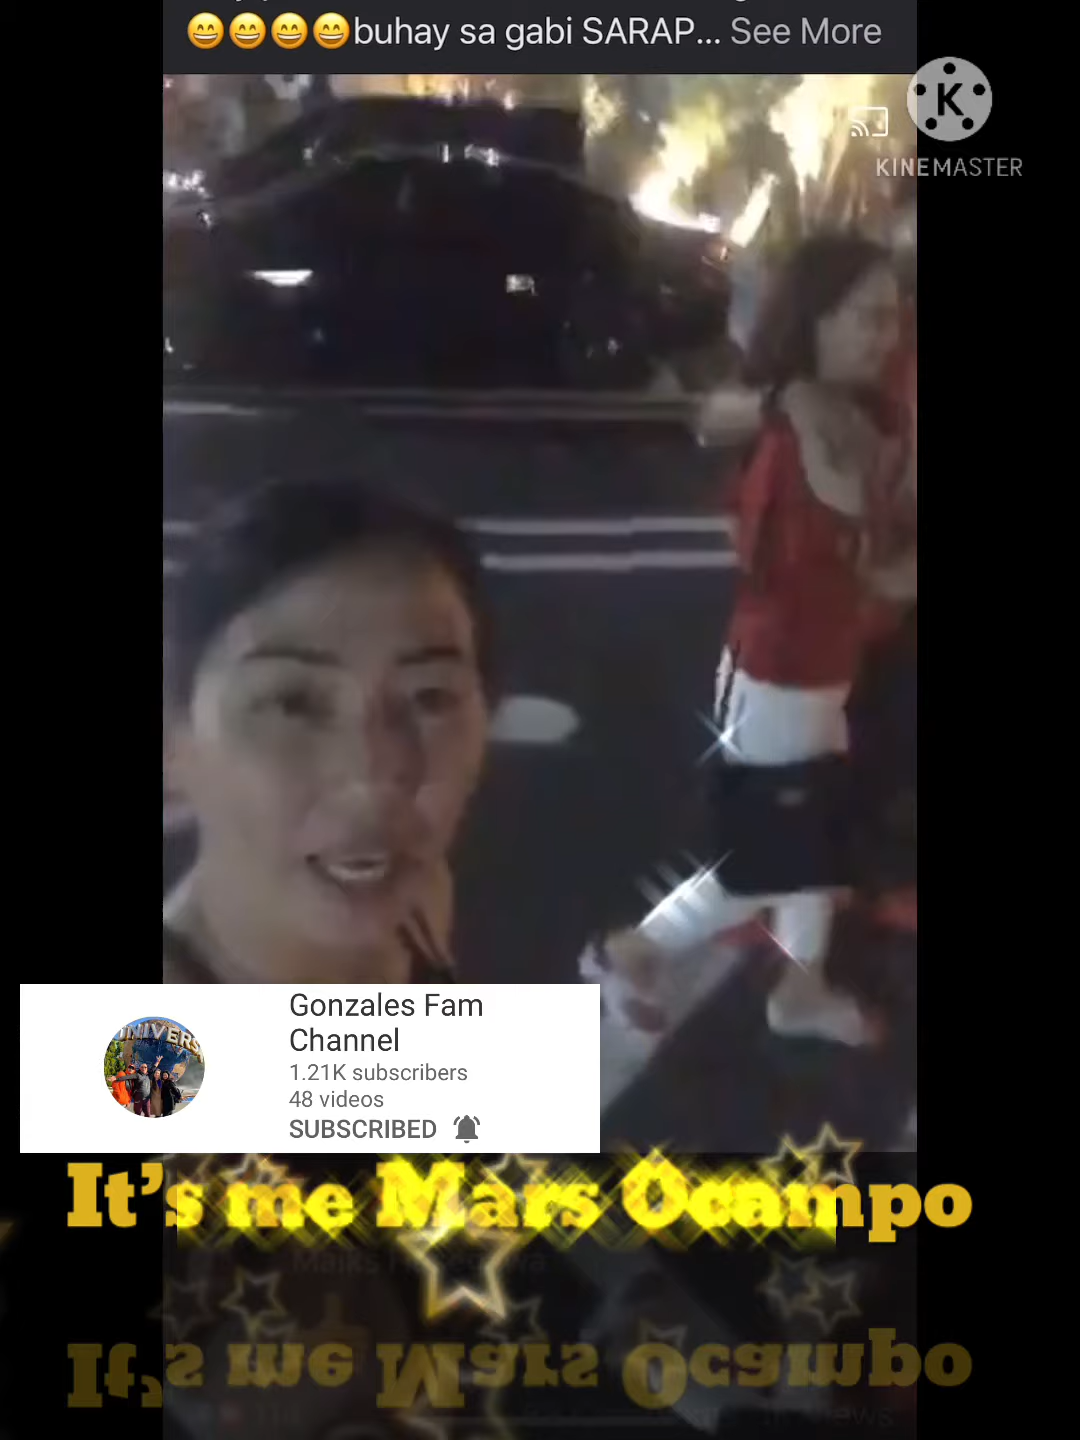 😄😄😄😄buhay sa gabi SARAP... See More
K
KINEMASTER
UNIVERS
Gonzales Fam
Channel
1.21K subscribers
48 videos
SUBSCRIBED
It's me Mars Ocampo
It's me Mars Ocampo